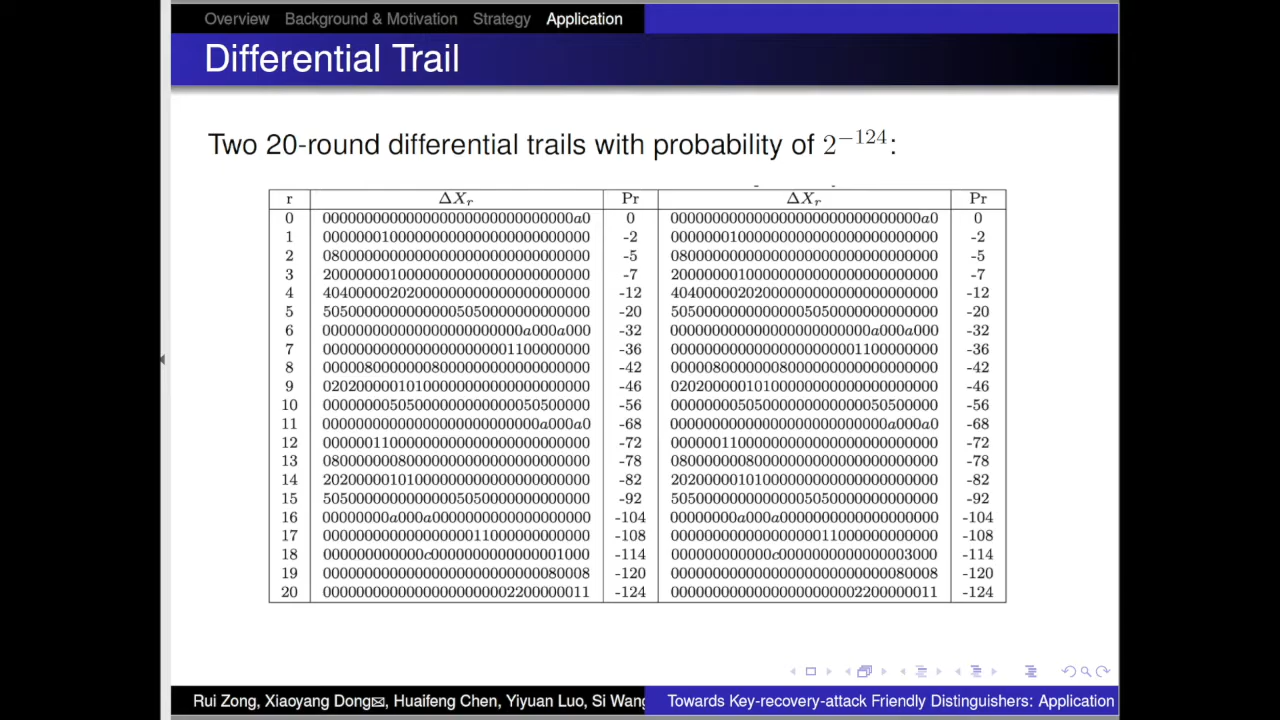 Overview Background & Motivation Strategy Application
Differential Trail
Two 20-round differential trails with probability of 2^{-124}:
r ΔX_r Pr ΔX_r Pr
0 000000000000000000000000000000a0 0 000000000000000000000000000000a0 0
1 00000001000000000000000000000000 -2 00000001000000000000000000000000 -2
2 08000000000000000000000000000000 -5 08000000000000000000000000000000 -5
3 20000000100000000000000000000000 -7 20000000100000000000000000000000 -7
4 40400000202000000000000000000000 -12 40400000202000000000000000000000 -12
5 50500000000000005050000000000000 -20 50500000000000005050000000000000 -20
6 000000000000000000000000a000a000 -32 000000000000000000000000a000a000 -32
7 00000000000000000000001100000000 -36 00000000000000000000001100000000 -36
8 00000800000008000000000000000000 -42 00000800000008000000000000000000 -42
9 02020000010100000000000000000000 -46 02020000010100000000000000000000 -46
10 00000000505000000000000050500000 -56 00000000505000000000000050500000 -56
11 00000000000000000000000000a000a0 -68 00000000000000000000000000a000a0 -68
12 00000011000000000000000000000000 -72 00000011000000000000000000000000 -72
13 08000000080000000000000000000000 -78 08000000080000000000000000000000 -78
14 20200000101000000000000000000000 -82 20200000101000000000000000000000 -82
15 50500000000000005050000000000000 -92 50500000000000005050000000000000 -92
16 00000000a000a0000000000000000000 -104 00000000a000a0000000000000000000 -104
17 00000000000000000011000000000000 -108 00000000000000000011000000000000 -108
18 000000000000c0000000000000001000 -114 000000000000c0000000000000003000 -114
19 00000000000000000000000000080008 -120 00000000000000000000000000080008 -120
20 00000000000000000000002200000011 -124 00000000000000000000002200000011 -124
Rui Zong, Xiaoyang Dong✉, Huaifeng Chen, Yiyuan Luo, Si Wang Towards Key-recovery-attack Friendly Distinguishers: Application